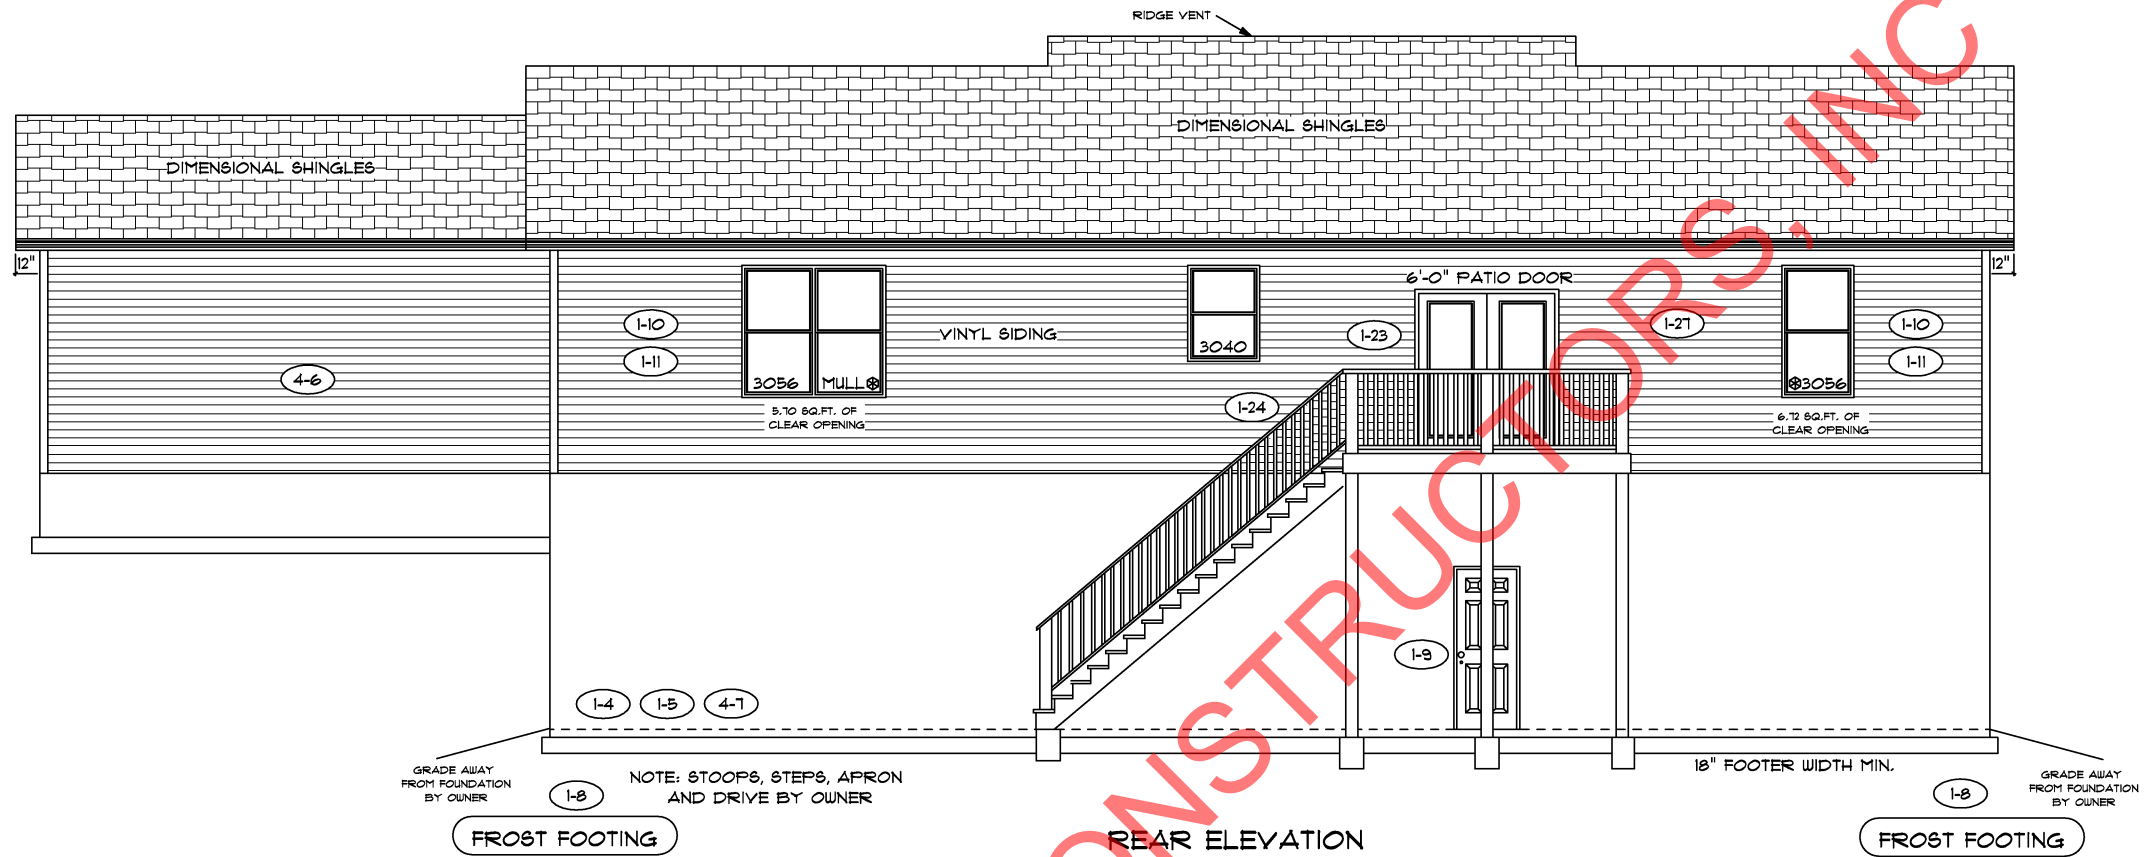 RIDGE VENT
DIMENSIONAL SHINGLES
DIMENSIONAL SHINGLES
12"
12"
6'-0" PATIO DOOR
1-10
VINYL SIDING
1-23
1-27
1-10
3040
1-11
1-11
4-6
3056 MULL
3056
5.70 SQ.FT. OF
CLEAR OPENING
1-24
6.72 SQ.FT. OF
CLEAR OPENING
1-9
1-4 1-5 4-7
GRADE AWAY
FROM FOUNDATION
BY OWNER
NOTE: STOOPS, STEPS, APRON
AND DRIVE BY OWNER
18" FOOTER WIDTH MIN.
GRADE AWAY
FROM FOUNDATION
BY OWNER
1-8
1-8
FROST FOOTING
REAR ELEVATION
FROST FOOTING
ONSTRUCTORS, INC